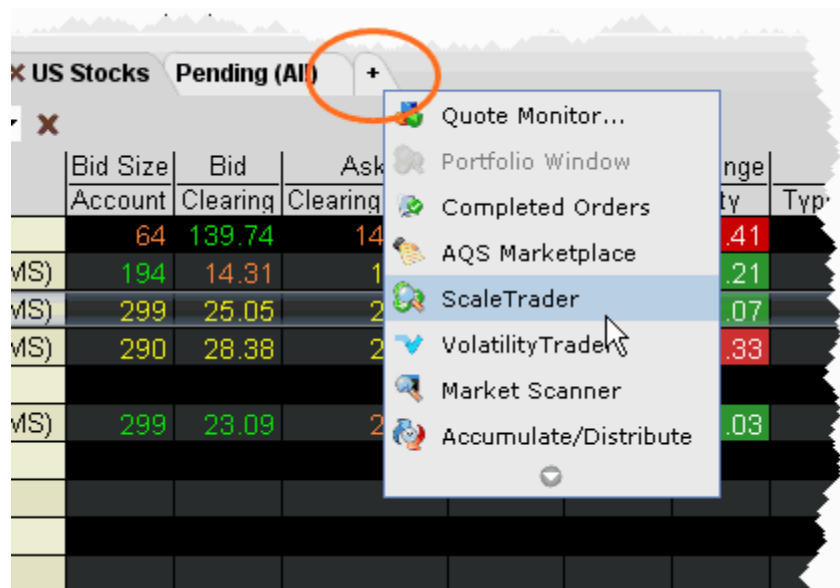 US Stocks Pending (All) +
Quote Monitor...
Bid Size Bid Ask Portfolio Window nge
Account Clearing Clearing Completed Orders ty Typ
64 139.74 14 .41
AQS Marketplace
MS) 194 14.31 1 .21
MS) 299 25.05 2 ScaleTrader .07
MS) 290 28.38 2 VolatilityTrader .33
Market Scanner
MS) 299 23.09 2 Accumulate/Distribute .03